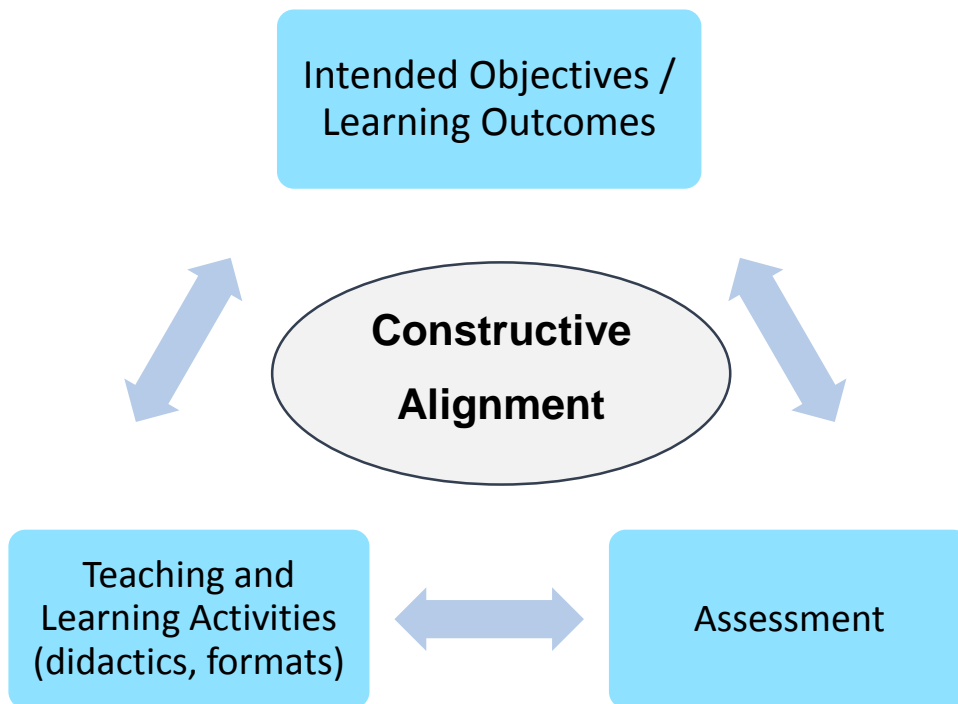 Intended Objectives /
Learning Outcomes
Constructive
Alignment
Teaching and
Learning Activities
(didactics, formats)
Assessment